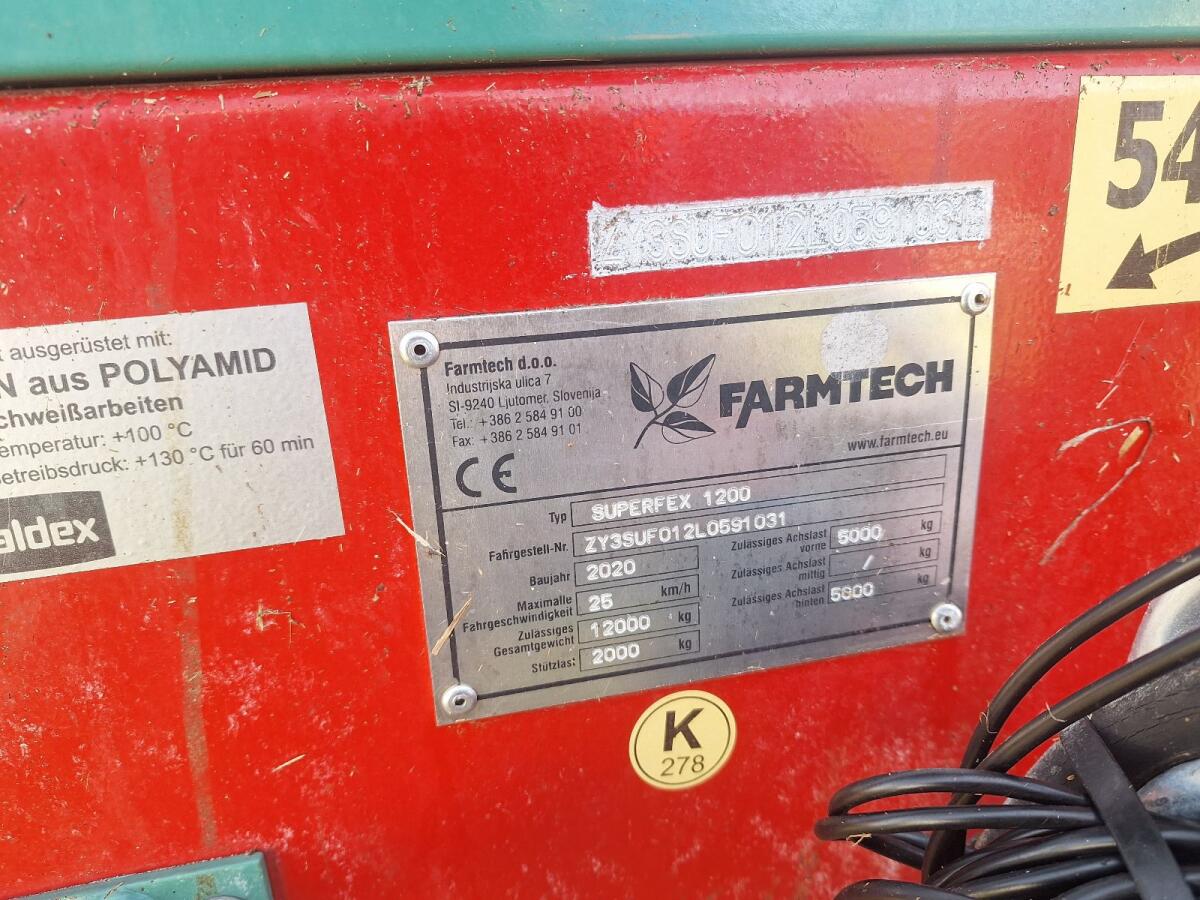 54
ZY3SUF012L0591031
t ausgerüstet mit:
N aus POLYAMID
chweißarbeiten
emperatur: +100 °C
etreibsdruck: +130 °C für 60 min
aldex
Farmtech d.o.o.
Industrijska ulica 7
SI-9240 Ljutomer, Slovenija
Tel.: +386 2 584 91 00
Fax: +386 2 584 91 01
FARMTECH
www.farmtech.eu
CE
Typ SUPERFEX 1200
Fahrgestell-Nr. ZY3SUF012L0591031
Baujahr 2020
Maximalle
Fahrgeschwindigkeit 25 km/h
Zulässiges
Gesamtgewicht 12000 kg
Stützlas: 2000 kg
Zulässiges Achslast
vorne 5000 kg
Zulässiges Achslast
mittig / kg
Zulässiges Achslast
hinten 5000 kg
K
278